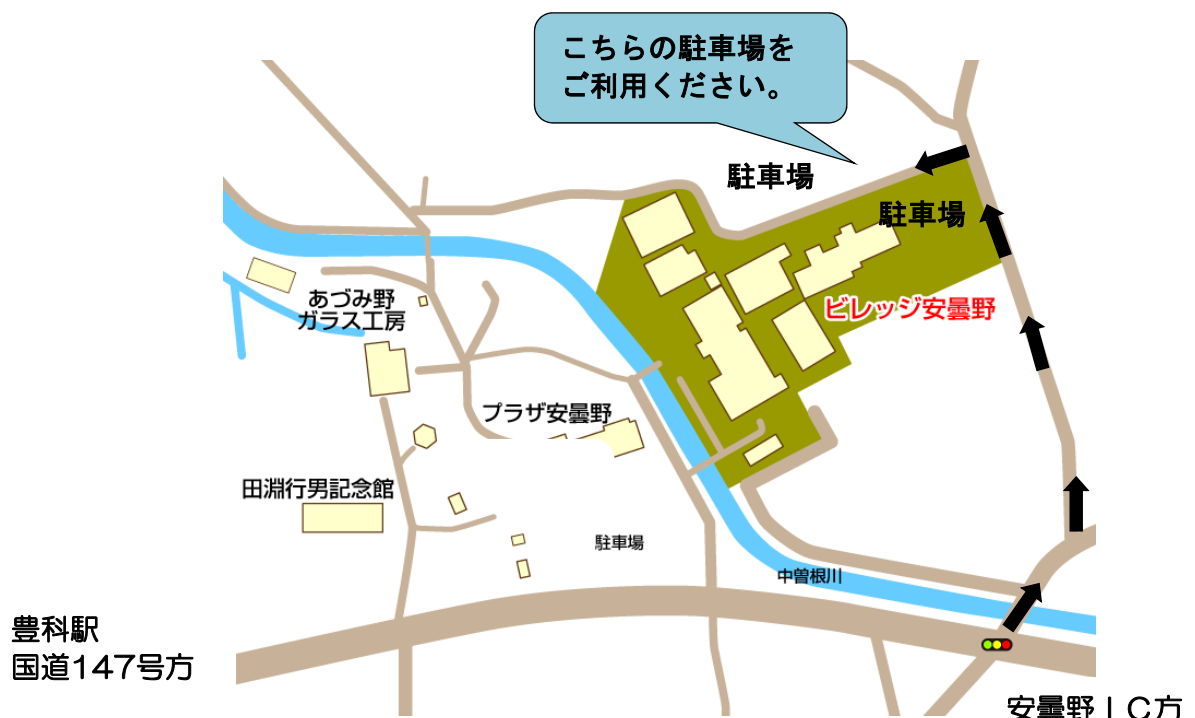 こちらの駐車場を
ご利用ください。
駐車場
駐車場
あづみ野
ガラス工房
ビレッジ安曇野
プラザ安曇野
田淵行男記念館
駐車場
中曽根川
豊科駅
国道147号方
安曇野IC方